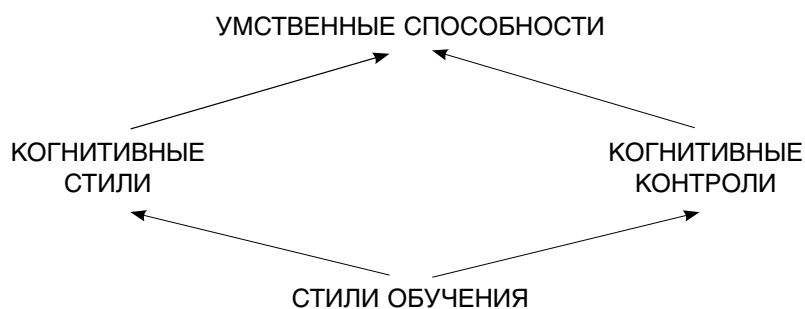 УМСТВЕННЫЕ СПОСОБНОСТИ
КОГНИТИВНЫЕ
СТИЛИ
КОГНИТИВНЫЕ
КОНТРОЛИ
СТИЛИ ОБУЧЕНИЯ